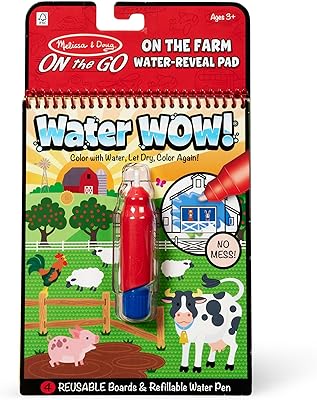 Ages 3+
Melissa & Doug
ON THE GO
ON THE FARM
WATER-REVEAL PAD
Water WOW!
Color with Water, Let Dry, Color Again!
NO MESS!
4 REUSABLE Boards & Refillable Water Pen